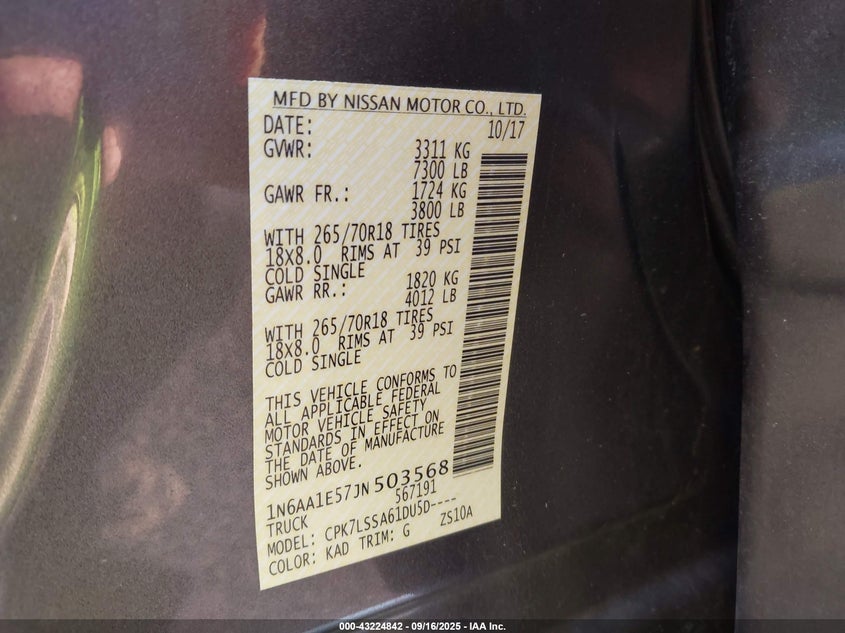 MFD BY NISSAN MOTOR CO., LTD.
DATE: 10/17
GVWR: 3311 KG
7300 LB
GAWR FR.: 1724 KG
3800 LB
WITH 265/70R18 TIRES
18X8.0 RIMS AT 39 PSI
COLD SINGLE
GAWR RR.: 1820 KG
4012 LB
WITH 265/70R18 TIRES
18X8.0 RIMS AT 39 PSI
COLD SINGLE
THIS VEHICLE CONFORMS TO
ALL APPLICABLE FEDERAL
MOTOR VEHICLE SAFETY
STANDARDS IN EFFECT ON
THE DATE OF MANUFACTURE
SHOWN ABOVE.
1N6AA1E57JN503568
TRUCK 567191
MODEL: CPK7LSSA61DU5D----
COLOR: KAD TRIM: G ZS10A
000-43224842 - 09/16/2025 - IAA Inc.